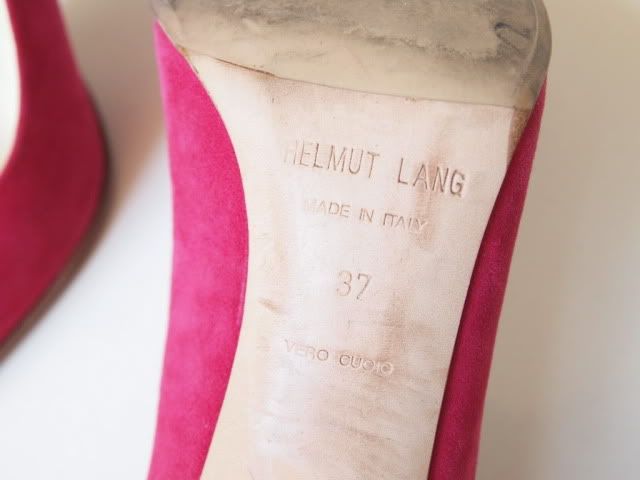 HELMUT LANG
MADE IN ITALY
37
VERO CUOIO